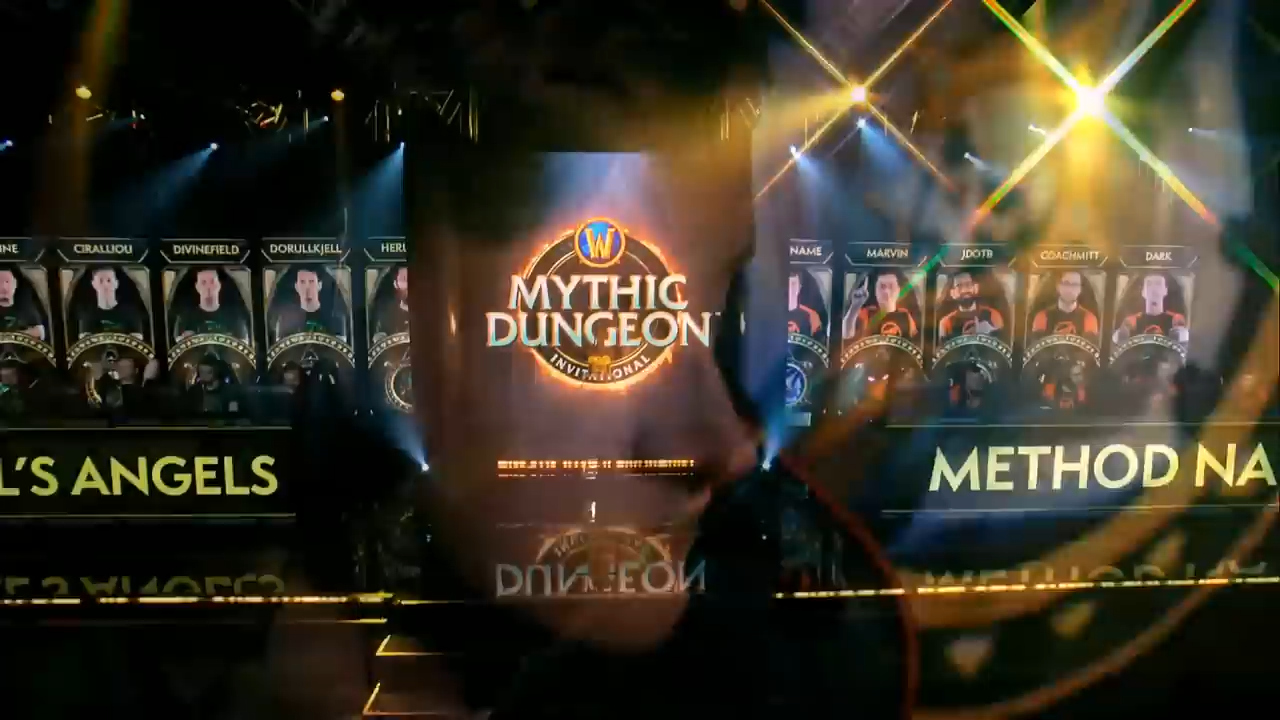 CIRALLIOU
DIVINEFIELD
DORULLKJELL
NAME
MARVIN
JDOTB
COACHMITT
DARK
W
MYTHIC
DUNGEON
INVITATIONAL
L'S ANGELS
METHOD NA